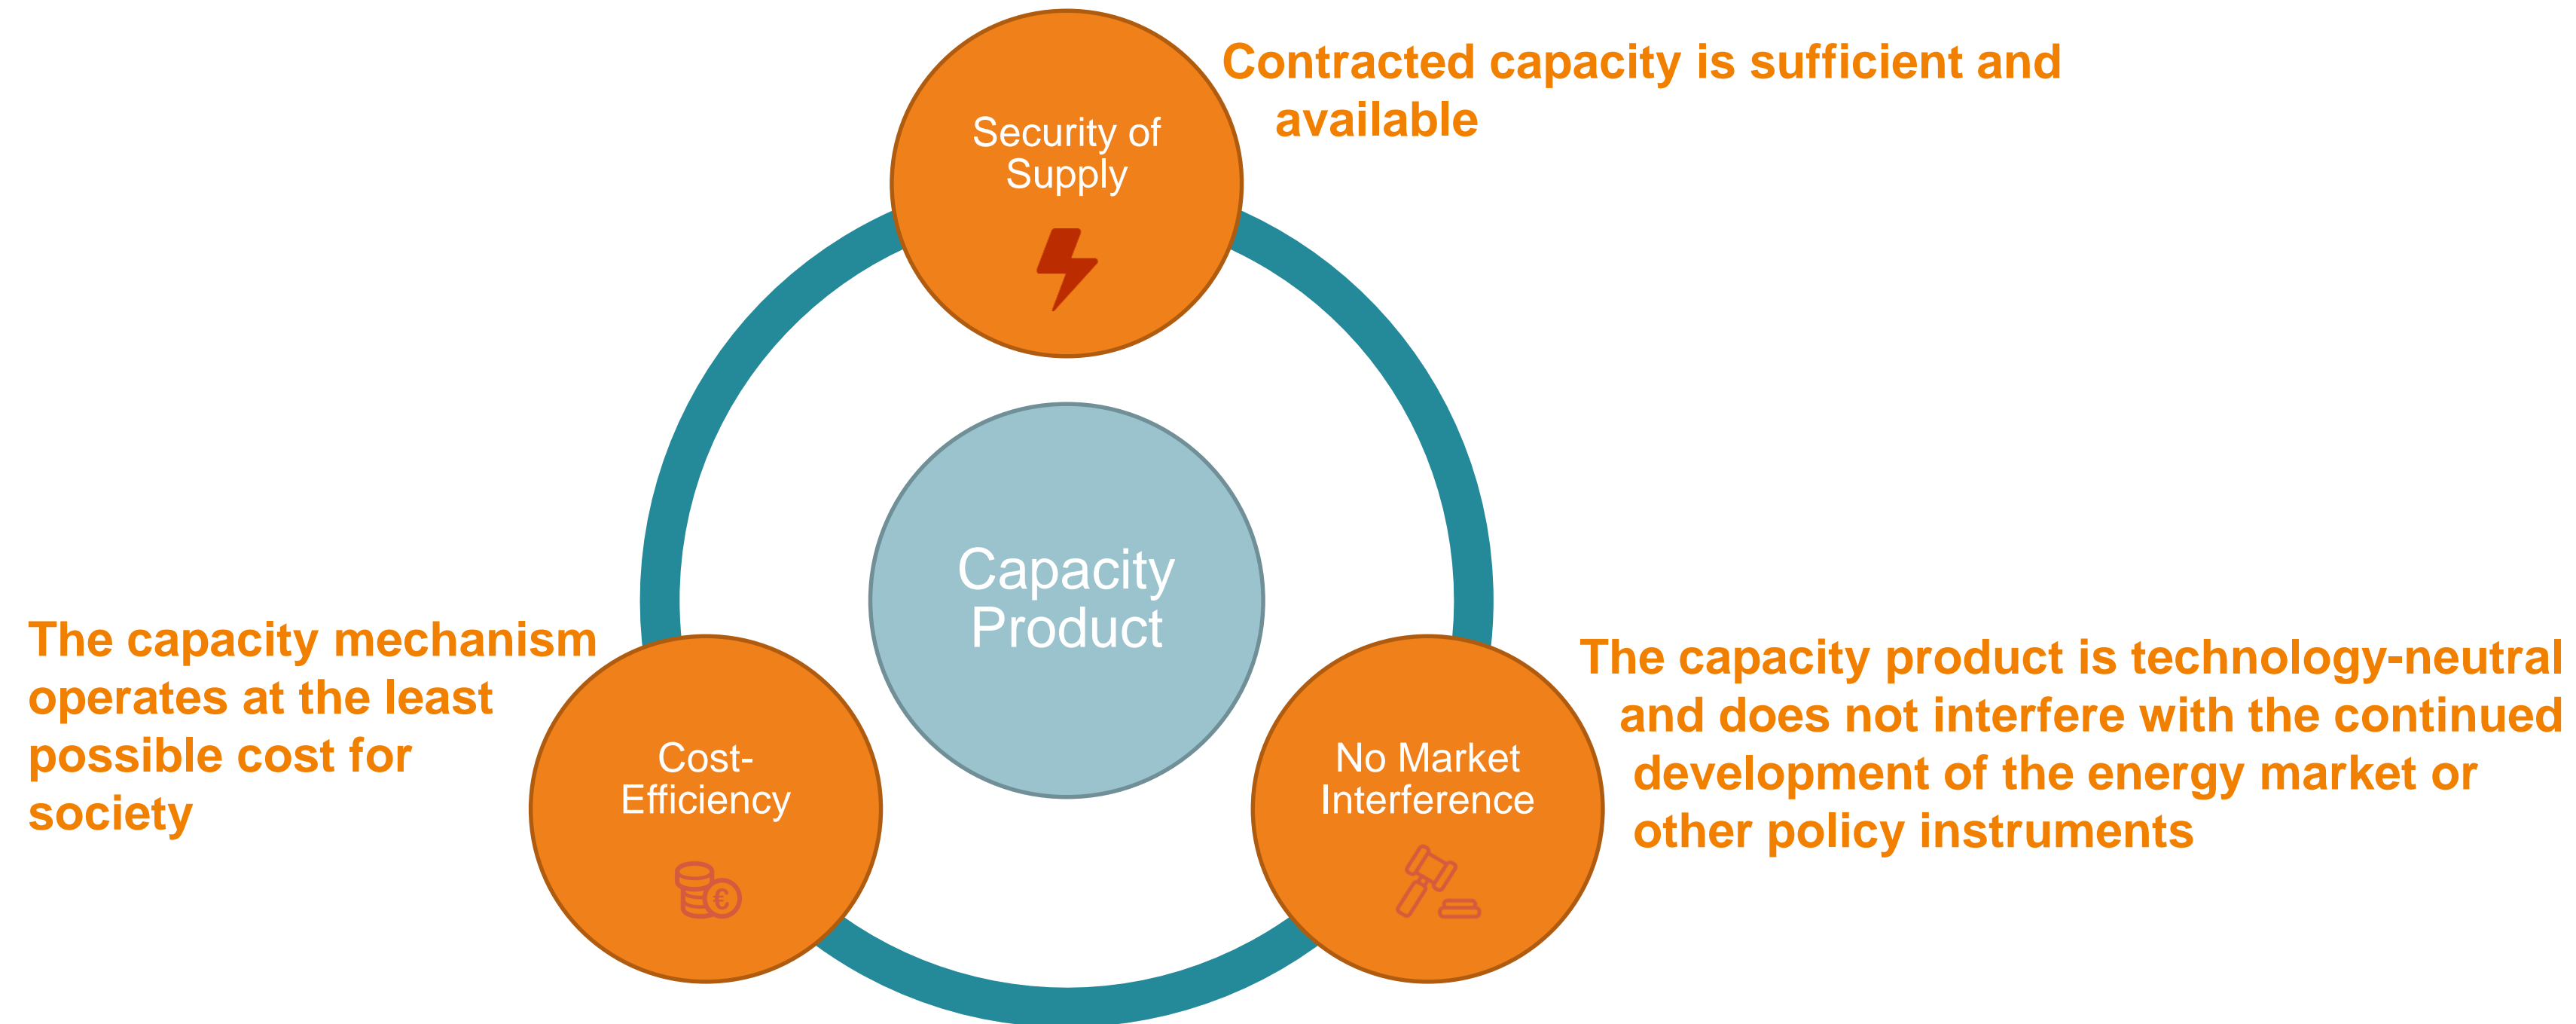 Contracted capacity is sufficient and
available
Security of
Supply
Capacity
Product
The capacity mechanism
operates at the least
possible cost for
society
Cost-
Efficiency
€
No Market
Interference
The capacity product is technology-neutral
and does not interfere with the continued
development of the energy market or
other policy instruments